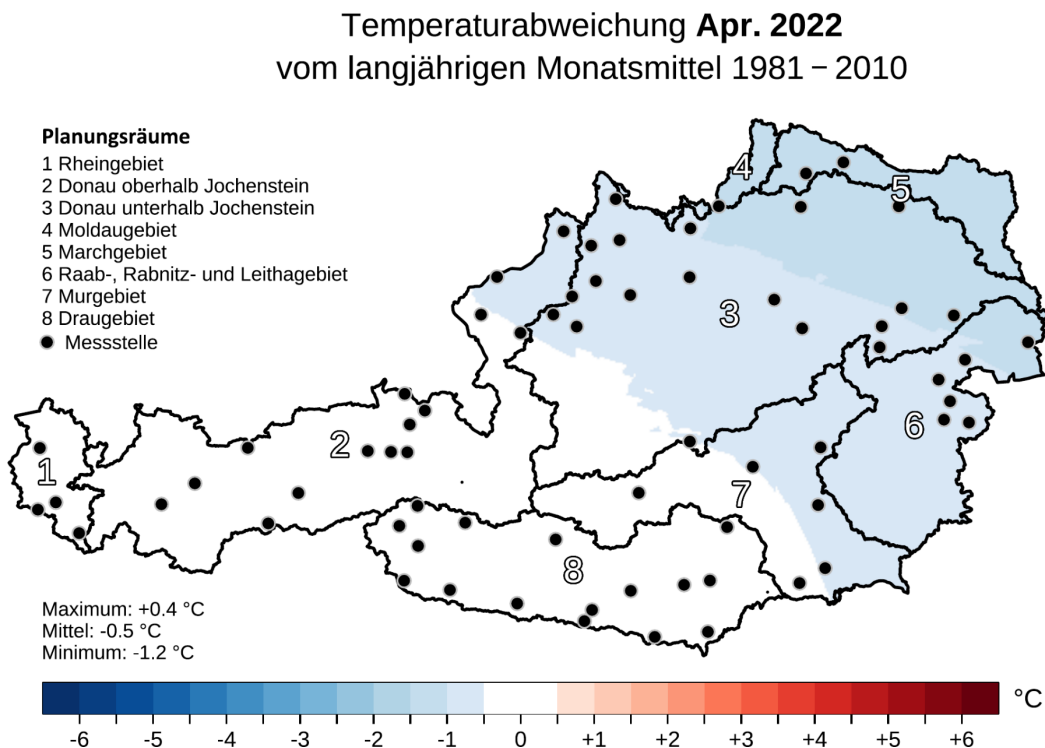 Temperaturabweichung Apr. 2022
vom langjährigen Monatsmittel 1981 – 2010
Planungsräume
1 Rheingebiet
2 Donau oberhalb Jochenstein
3 Donau unterhalb Jochenstein
4 Moldaugebiet
5 Marchgebiet
6 Raab-, Rabnitz- und Leithagebiet
7 Murgebiet
8 Draugebiet
Messstelle
4
5
3
2
1
6
7
8
Maximum: +0.4 °C
Mittel: -0.5 °C
Minimum: -1.2 °C
°C
-6 -5 -4 -3 -2 -1 0 +1 +2 +3 +4 +5 +6